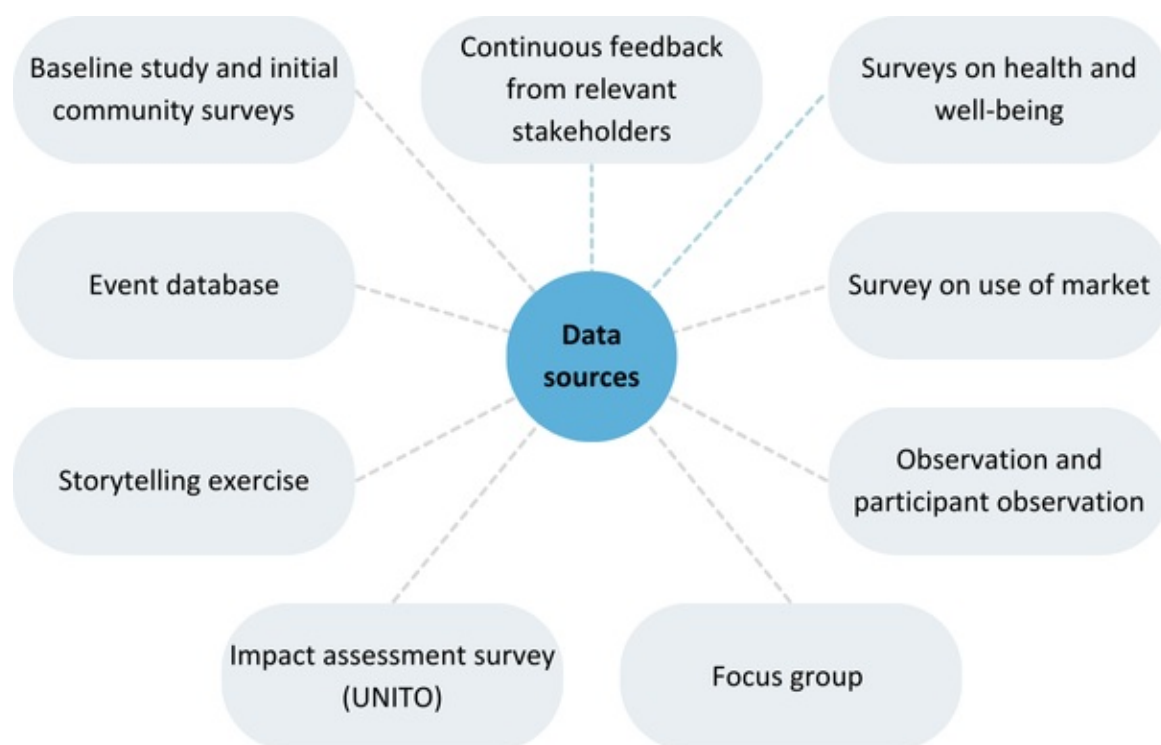 Baseline study and initial
community surveys
Continuous feedback
from relevant
stakeholders
Surveys on health and
well-being
Event database
Data
sources
Survey on use of market
Storytelling exercise
Observation and
participant observation
Impact assessment survey
(UNITO)
Focus group